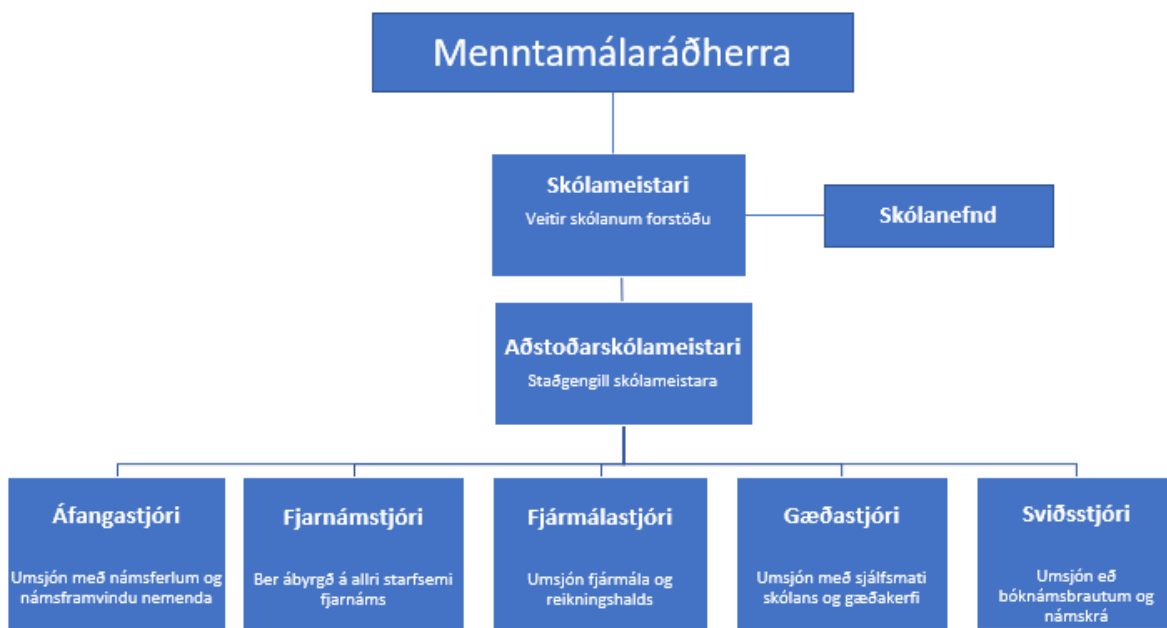 Menntamálaráðherra
Skólameistari
Veitir skólanum forstöðu
Skólanefnd
Aðstoðarskólameistari
Staðgengill skólameistara
Áfangastjóri
Umsjón með námsferlum og
námsframvindu nemenda
Fjarnámstjóri
Ber ábyrgð á allri starfsemi
fjarnáms
Fjármálastjóri
Umsjón fjármála og
reikningshalds
Gæðastjóri
Umsjón með sjálfsmati
skólans og gæðakerfi
Sviðsstjóri
Umsjón eð
bóknámsbrautum og
námskrá